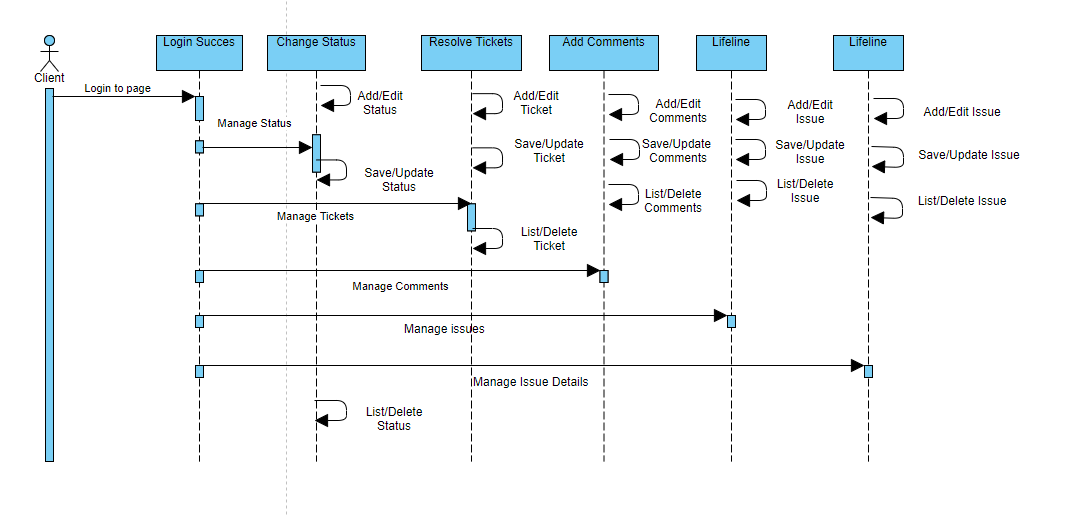 Login Succes
Change Status
Resolve Tickets
Add Comments
Lifeline
Lifeline
Client
Login to page
Add/Edit
Status
Add/Edit
Ticket
Add/Edit
Comments
Add/Edit
Issue
Add/Edit Issue
Manage Status
Save/Update
Ticket
Save/Update
Comments
Save/Update
Issue
Save/Update Issue
Save/Update
Status
List/Delete
Comments
List/Delete
Issue
List/Delete Issue
Manage Tickets
List/Delete
Ticket
Manage Comments
Manage issues
Manage Issue Details
List/Delete
Status